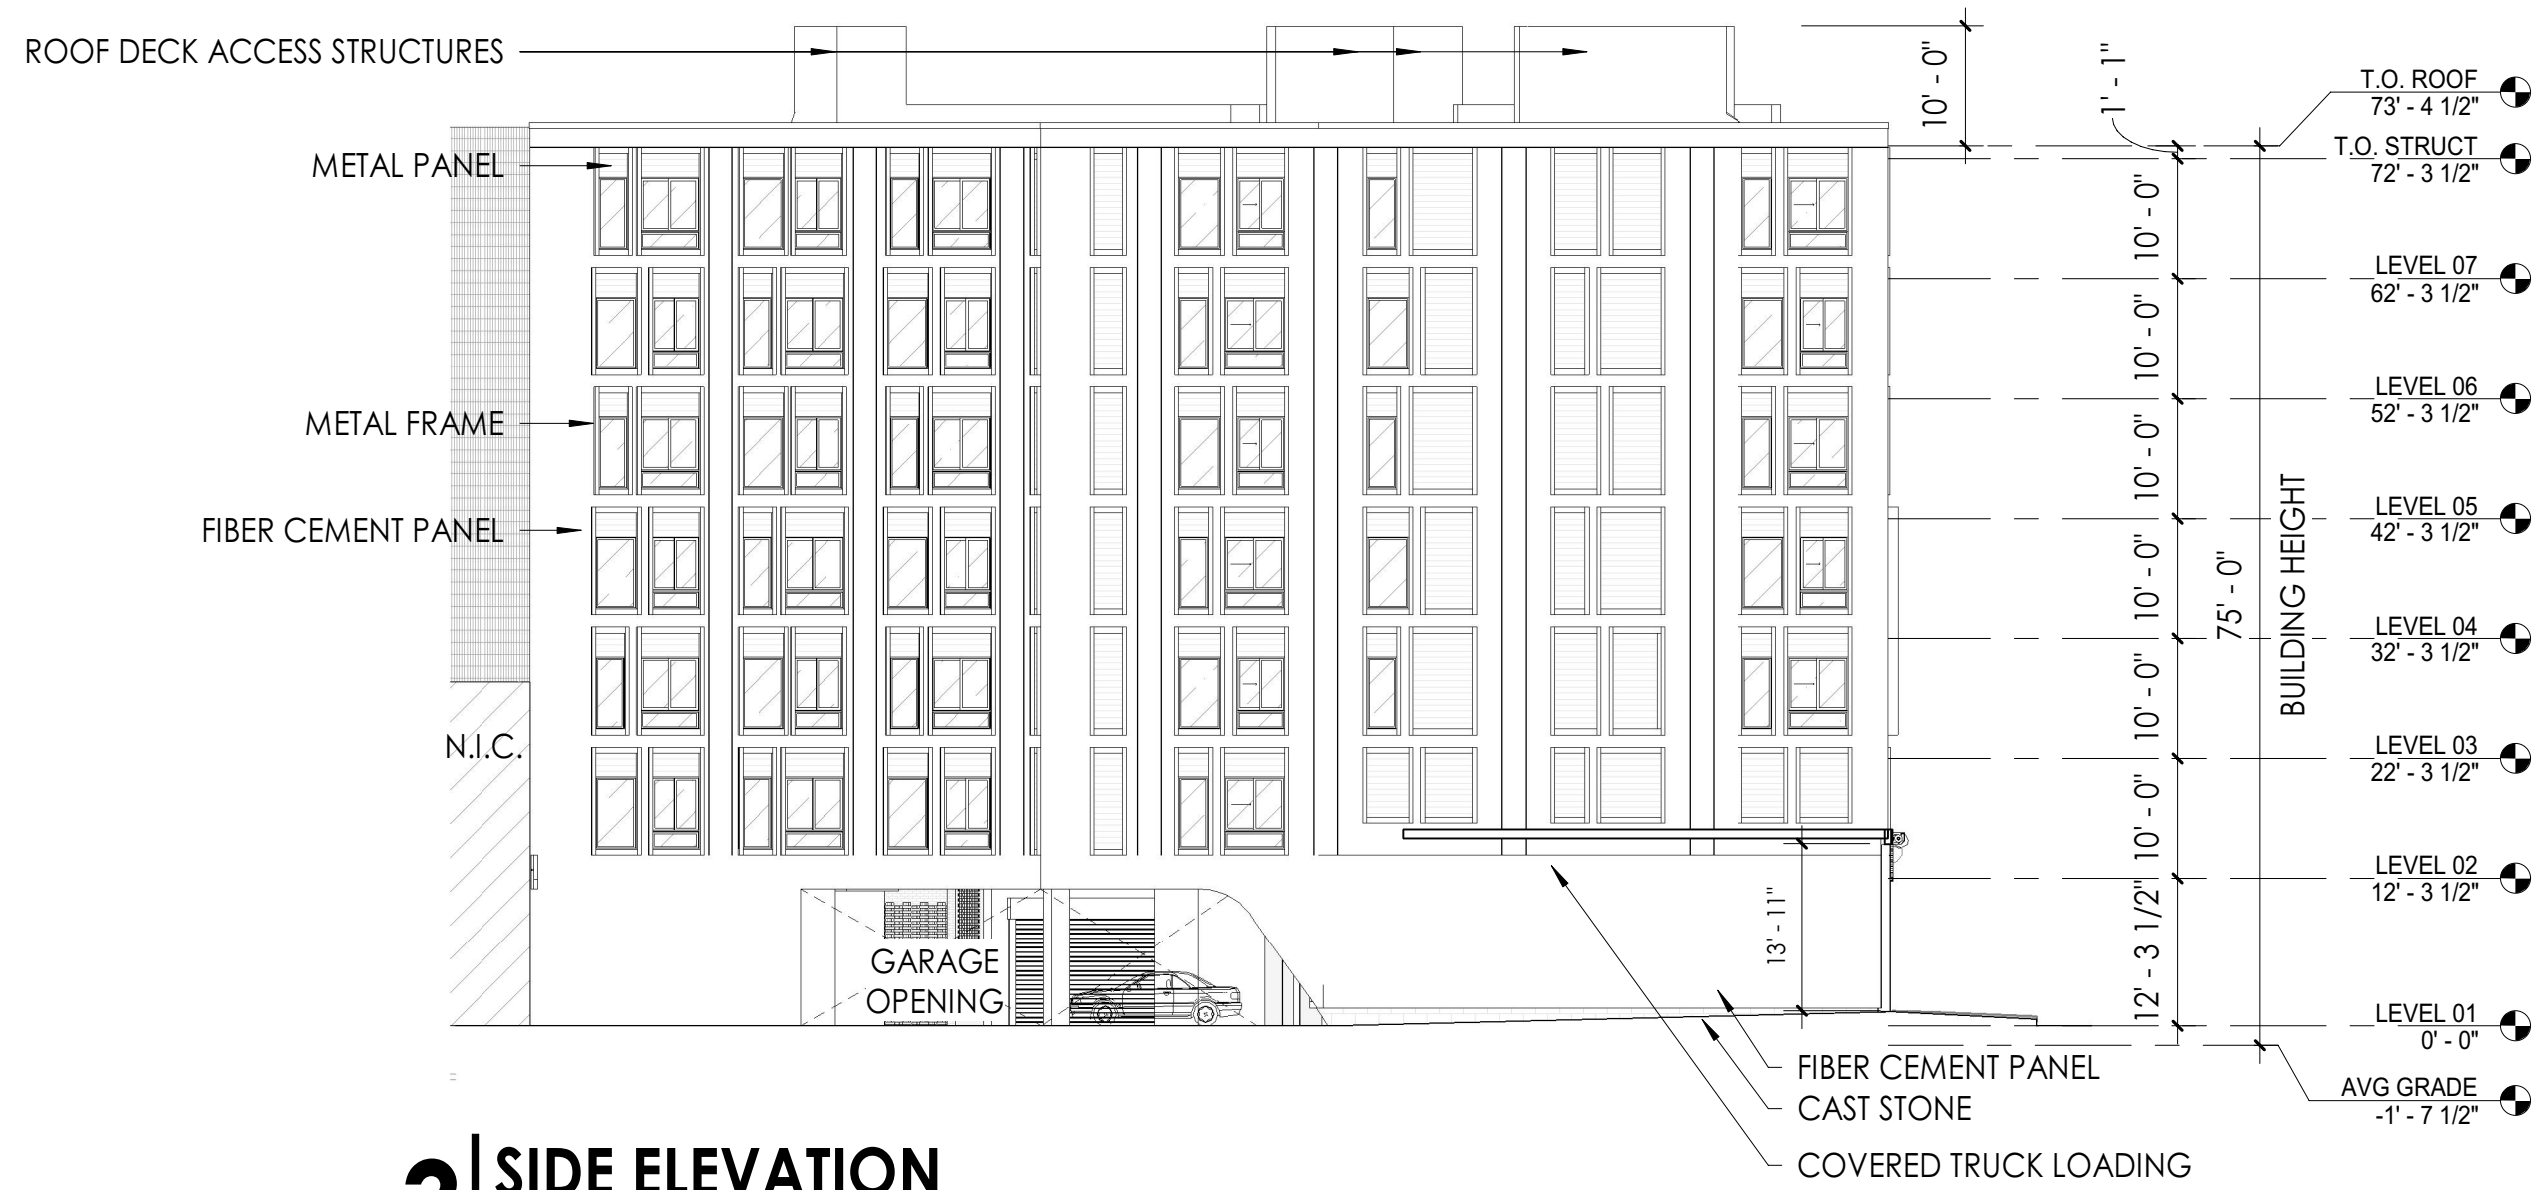 ROOF DECK ACCESS STRUCTURES
10' - 0"
1' - 1"
T.O. ROOF
73' - 4 1/2"
T.O. STRUCT
72' - 3 1/2"
METAL PANEL
10' - 0"
LEVEL 07
62' - 3 1/2"
10' - 0"
LEVEL 06
52' - 3 1/2"
METAL FRAME
10' - 0"
LEVEL 05
42' - 3 1/2"
FIBER CEMENT PANEL
10' - 0"
75' - 0"
BUILDING HEIGHT
LEVEL 04
32' - 3 1/2"
10' - 0"
N.I.C.
LEVEL 03
22' - 3 1/2"
10' - 0"
LEVEL 02
12' - 3 1/2"
13' - 11"
12' - 3 1/2"
GARAGE
OPENING
LEVEL 01
0' - 0"
FIBER CEMENT PANEL
CAST STONE
COVERED TRUCK LOADING
AVG GRADE
-1' - 7 1/2"
SIDE ELEVATION